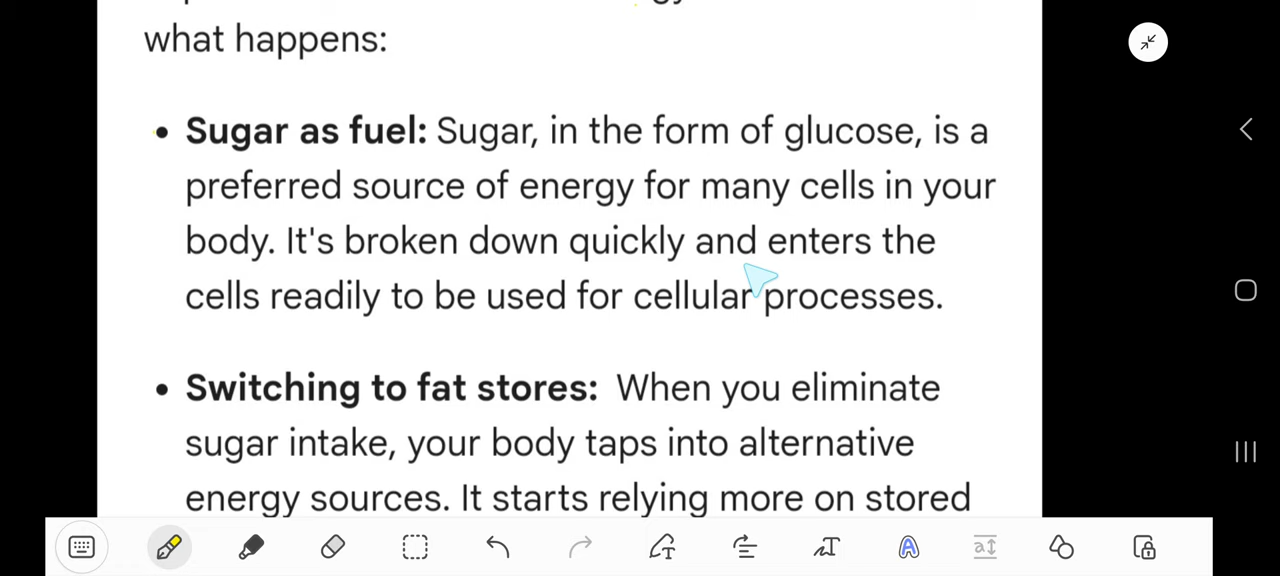 what happens:
• Sugar as fuel: Sugar, in the form of glucose, is a
preferred source of energy for many cells in your
body. It's broken down quickly and enters the
cells readily to be used for cellular processes.
• Switching to fat stores: When you eliminate
sugar intake, your body taps into alternative
energy sources. It starts relying more on stored